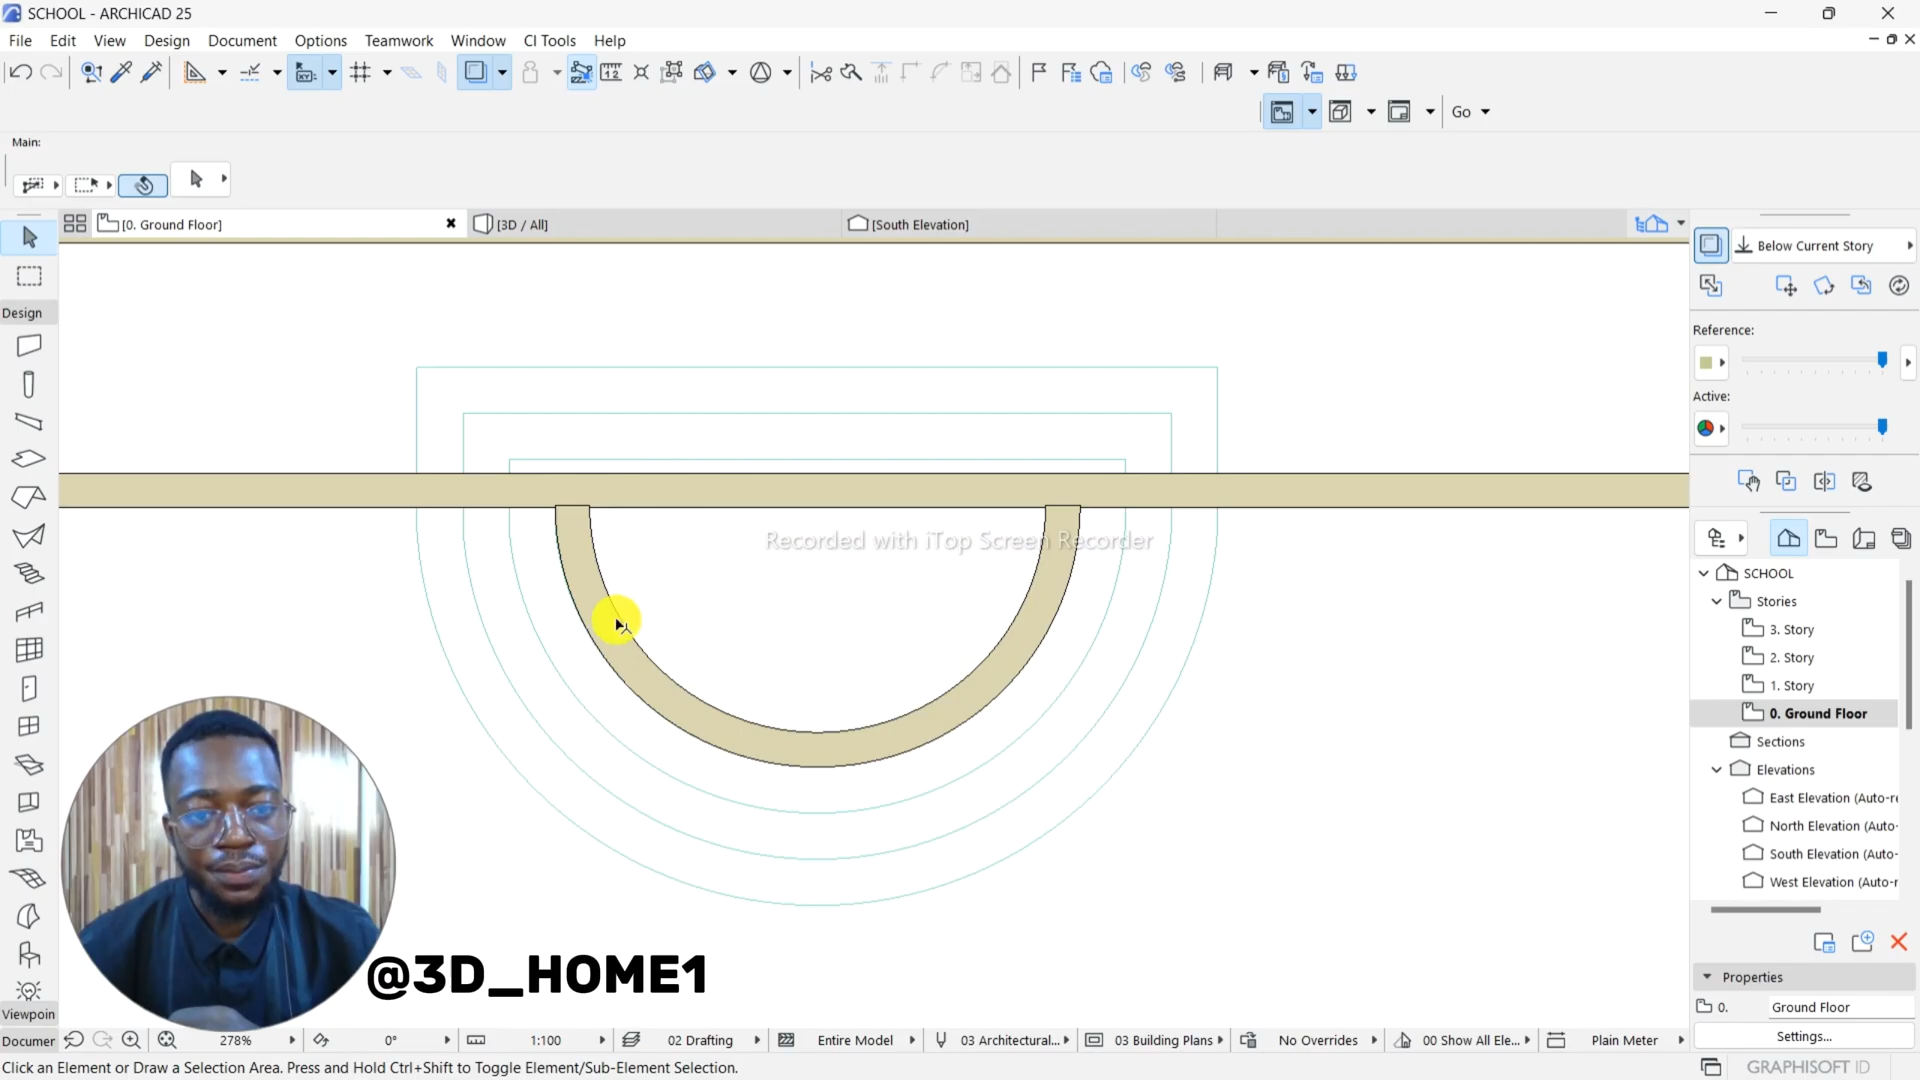 SCHOOL - ARCHICAD 25
File Edit View Design Document Options Teamwork Window CI Tools Help
Go
Main:
[0. Ground Floor] [3D / All] [South Elevation]
Below Current Story
Design
Reference:
Active:
Recorded with iTop Screen Recorder
SCHOOL
Stories
3. Story
2. Story
1. Story
0. Ground Floor
Sections
Elevations
East Elevation (Auto-re
North Elevation (Auto-
South Elevation (Auto-
West Elevation (Auto-r
@3D_HOME1
Properties
0. Ground Floor
Settings...
Viewpoin
Documer 278% 0° 1:100 02 Drafting Entire Model 03 Architectural... 03 Building Plans No Overrides 00 Show All Ele... Plain Meter
Click an Element or Draw a Selection Area. Press and Hold Ctrl+Shift to Toggle Element/Sub-Element Selection.
GRAPHISOFT ID